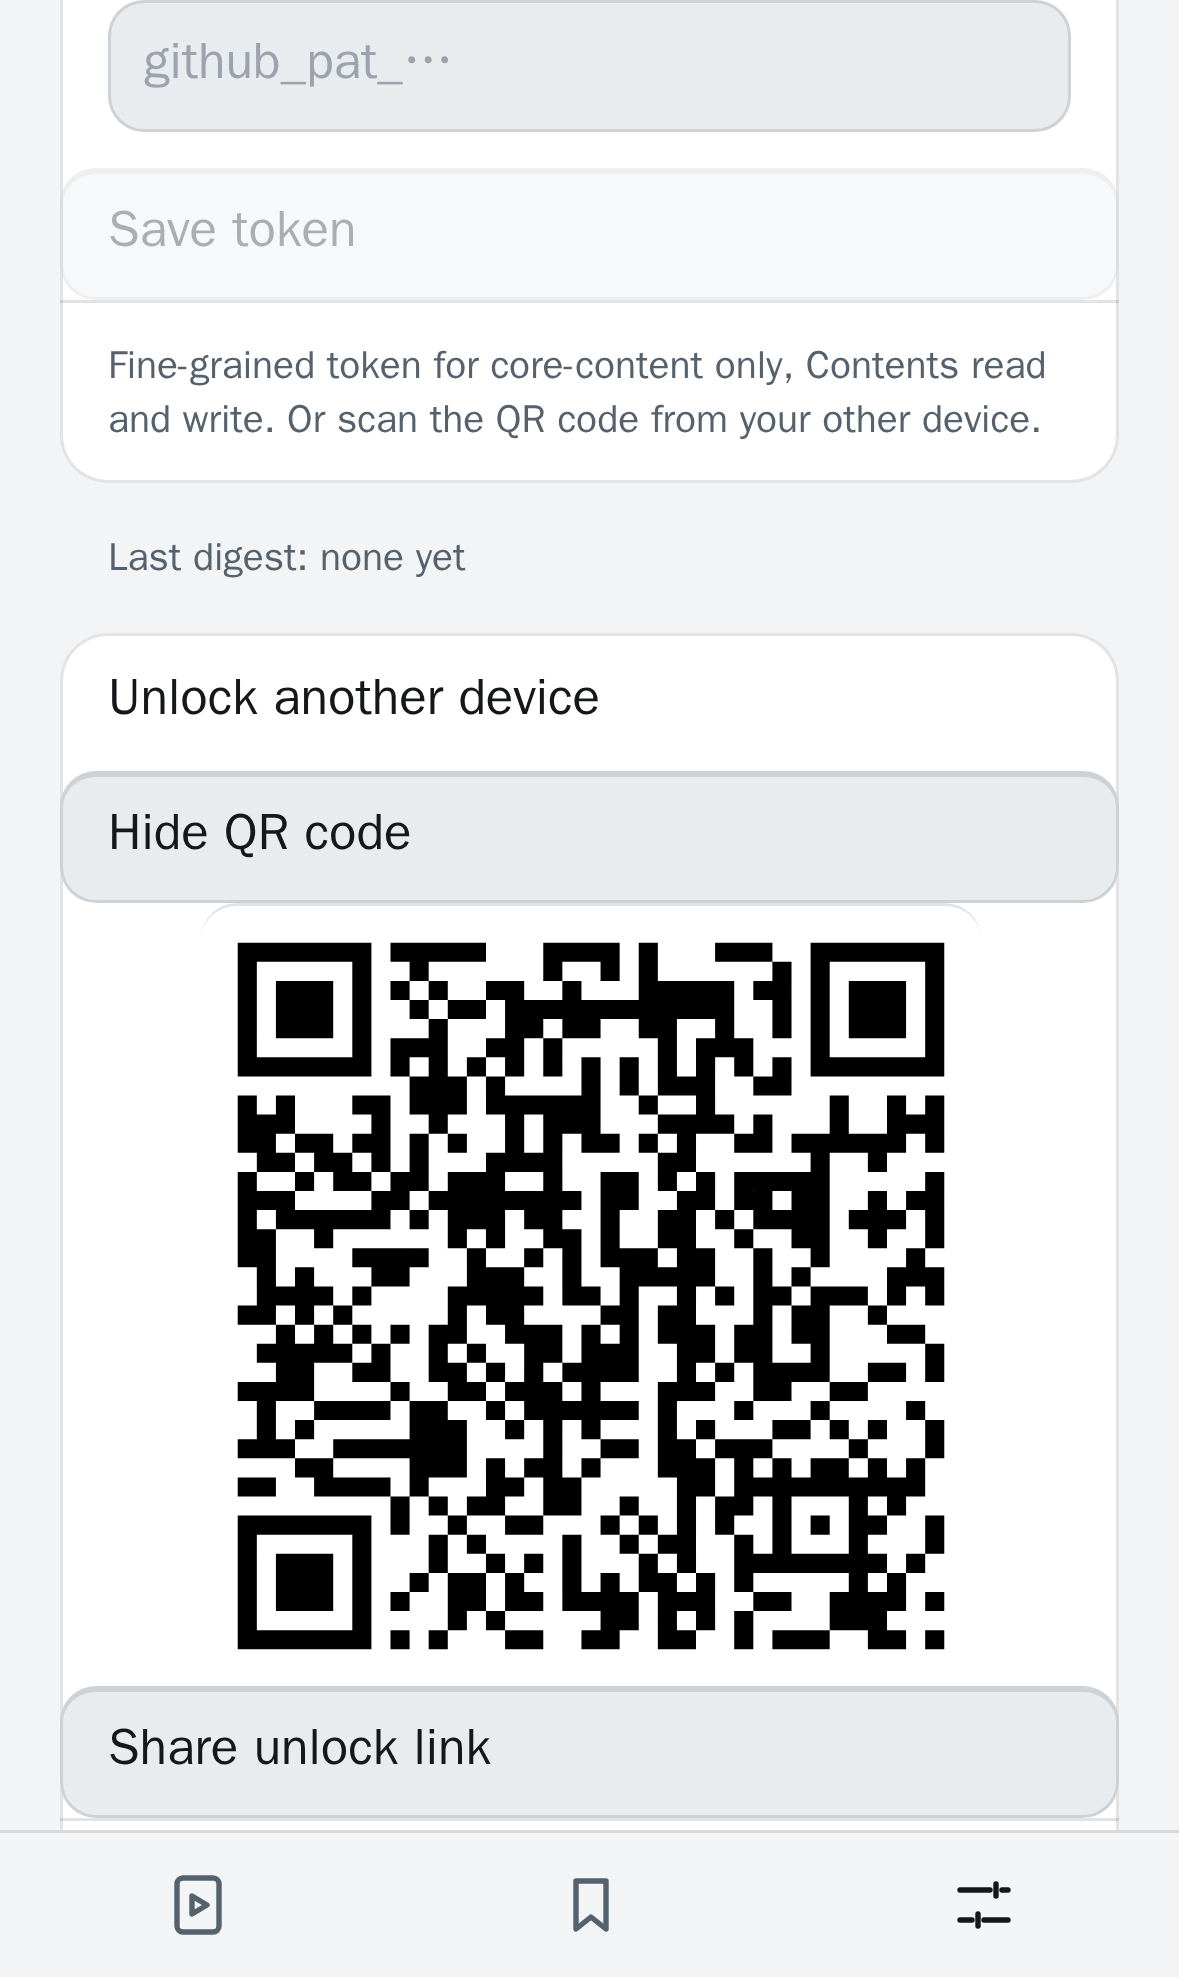 github_pat_···
Save token
Fine-grained token for core-content only, Contents read
and write. Or scan the QR code from your other device.
Last digest: none yet
Unlock another device
Hide QR code
Share unlock link